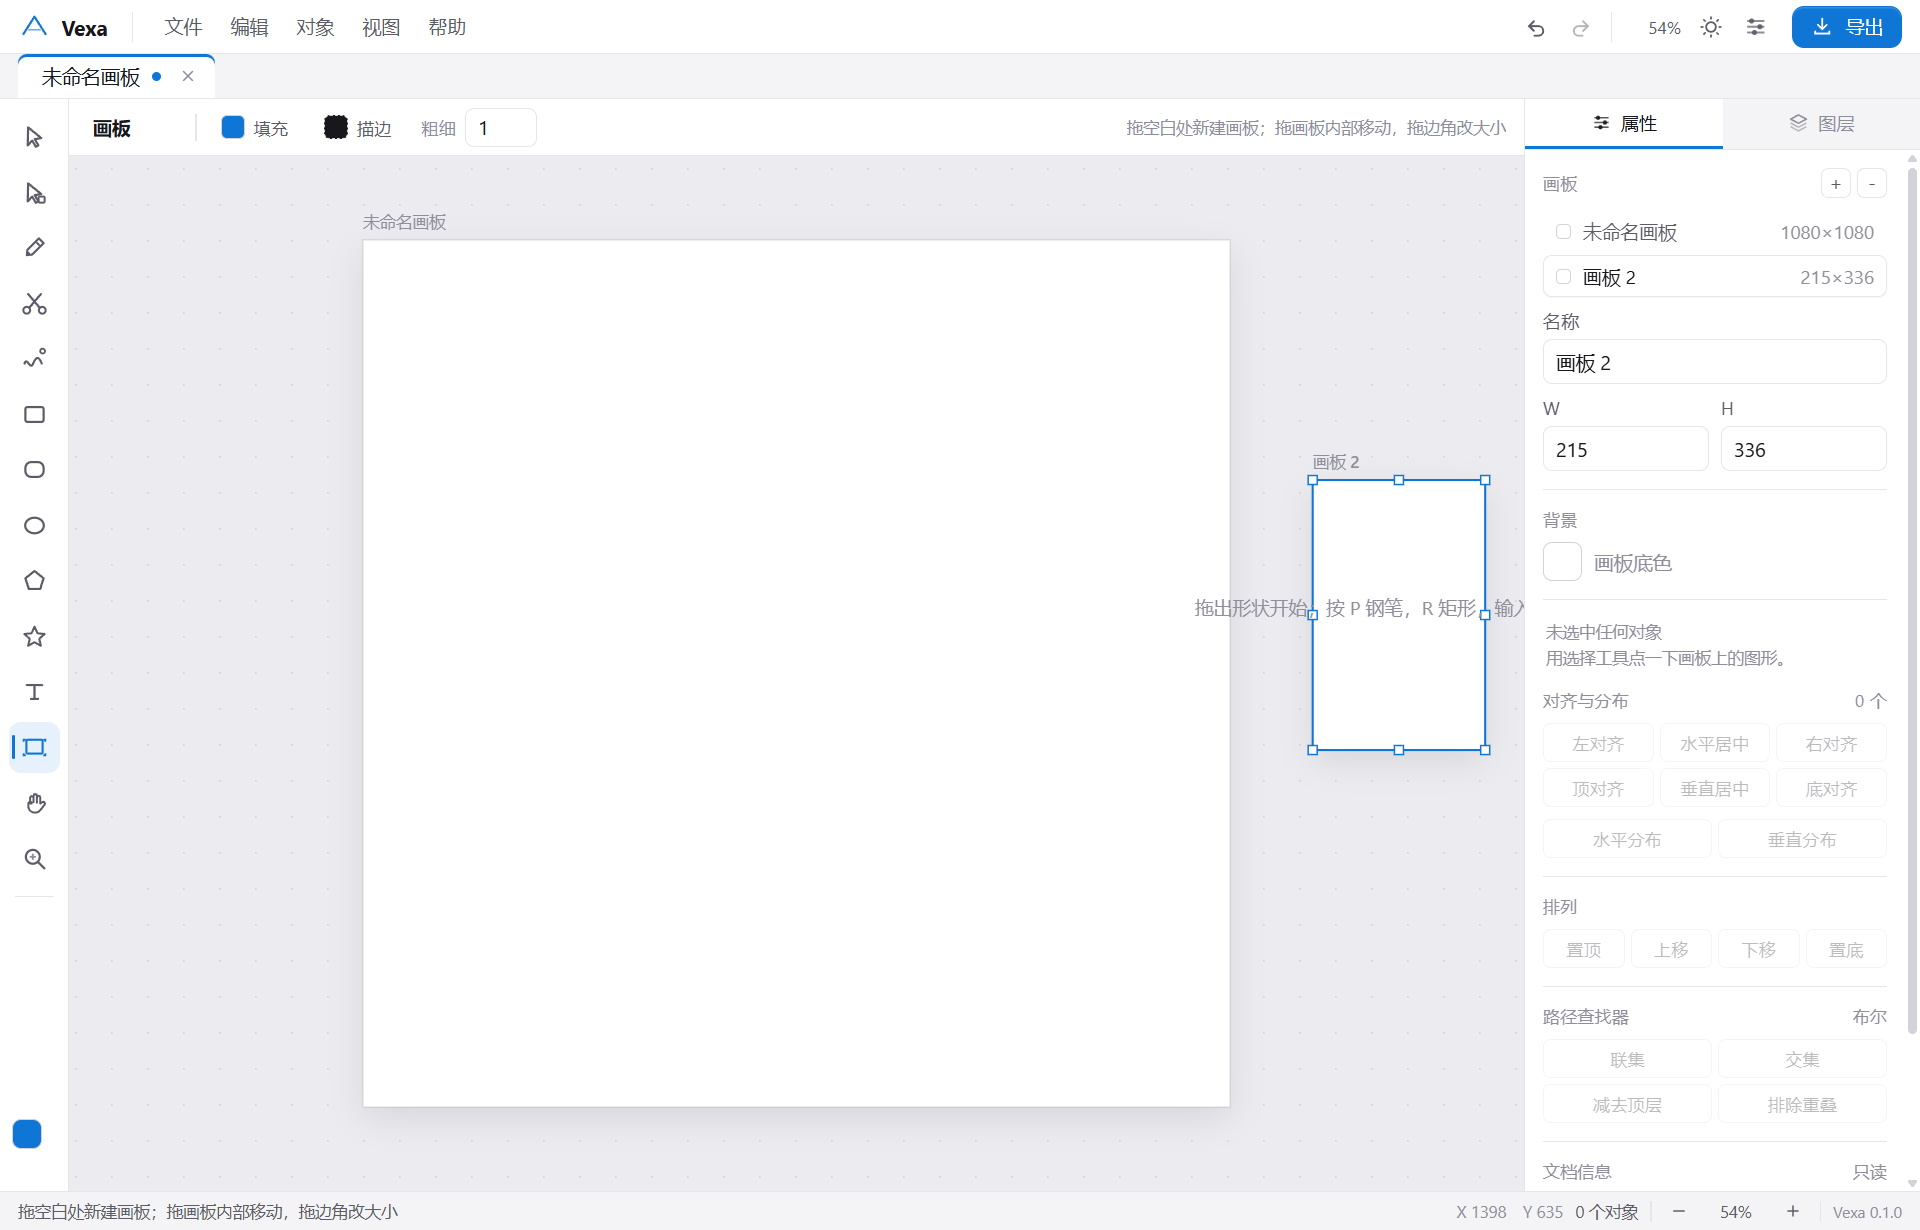 Vexa 文件 编辑 对象 视图 帮助 54% 导出
未命名画板
画板 填充 描边 粗细 1 拖空白处新建画板；拖画板内部移动，拖边角改大小
属性 图层
画板 + -
未命名画板 1080×1080
画板 2 215×336
名称
画板 2
W H
215 336
背景
画板底色
未选中任何对象
用选择工具点一下画板上的图形。
对齐与分布 0 个
左对齐 水平居中 右对齐
顶对齐 垂直居中 底对齐
水平分布 垂直分布
排列
置顶 上移 下移 置底
路径查找器 布尔
联集 交集
减去顶层 排除重叠
文档信息 只读
未命名画板
画板 2
拖出形状开始；按 P 钢笔，R 矩形，输入
拖空白处新建画板；拖画板内部移动，拖边角改大小 X 1398 Y 635 0 个对象 − 54% + Vexa 0.1.0